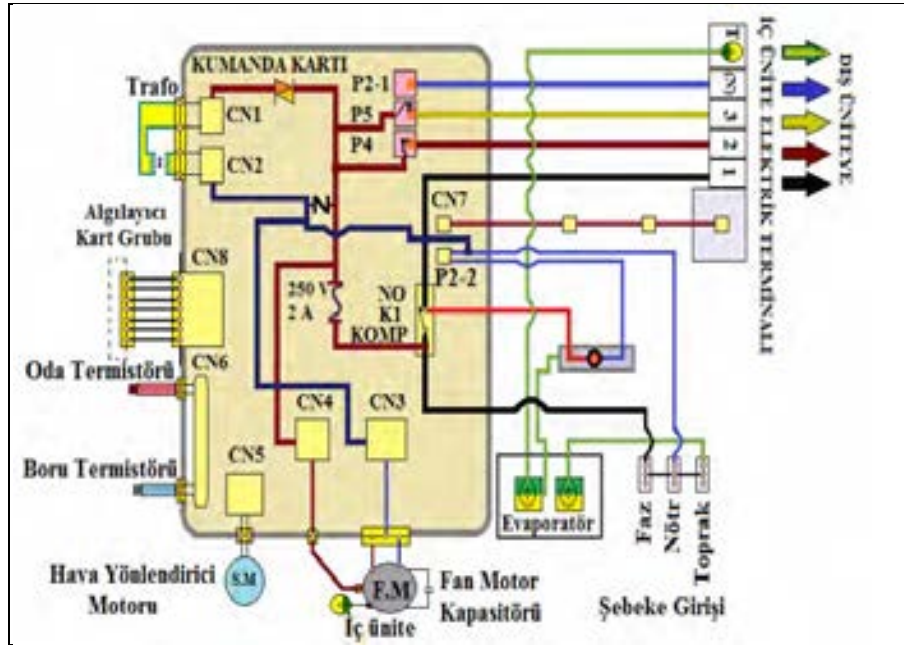 KUMANDA KARTI
Trafo
CN1
CN2
P2-1
P5
P4
2
3
2
1
İÇ ÜNİTE ELEKTRİK TERMİNALİ
DIŞ ÜNİTEYE
Algılayıcı
Kart Grubu
CN8
CN7
P2-2
250 V
2 A
NO
K1
KOMP
CN6
Oda Termistörü
CN4
CN3
CN5
Boru Termistörü
Evaporatör
Faz
Nötr
Toprak
Hava Yönlendirici
Motoru
S.M
F.M
Fan Motor
Kapasitörü
İç ünite
Şebeke Girişi